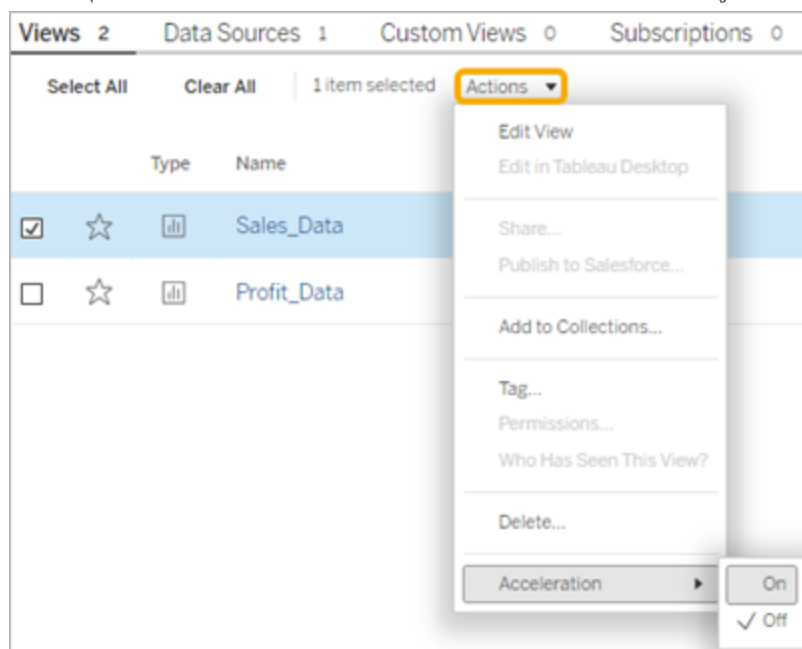 Views 2 Data Sources 1 Custom Views 0 Subscriptions 0
Select All Clear All 1 item selected Actions
Type Name
Sales_Data
Profit_Data
Edit View
Edit in Tableau Desktop
Share...
Publish to Salesforce...
Add to Collections...
Tag...
Permissions...
Who Has Seen This View?
Delete...
Acceleration
On
Off